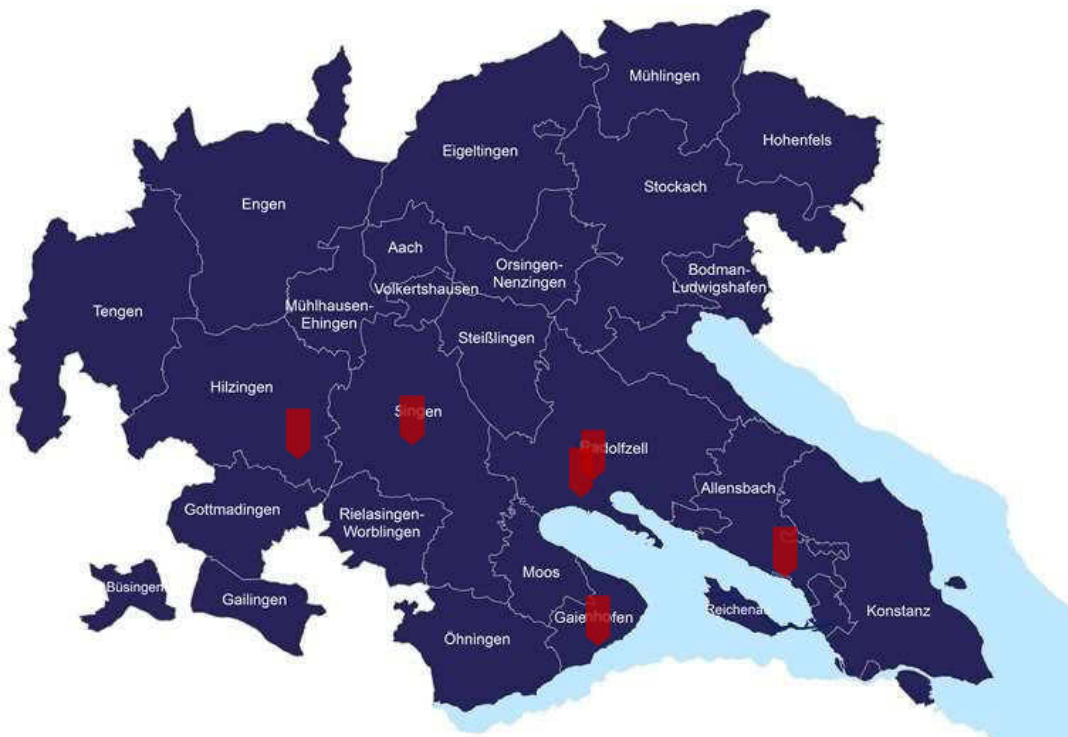 Mühlingen
Hohenfels
Eigeltingen
Stockach
Engen
Aach
Orsingen-
Nenzingen
Bodman-
Ludwigshafen
Volkertshausen
Mühlhausen-
Ehingen
Tengen
Steißlingen
Hilzingen
Singen
Radolfzell
Allensbach
Gottmadingen
Rielasingen-
Worblingen
Moos
Büsingen
Gailingen
Reichenau
Konstanz
Gaienhofen
Öhningen